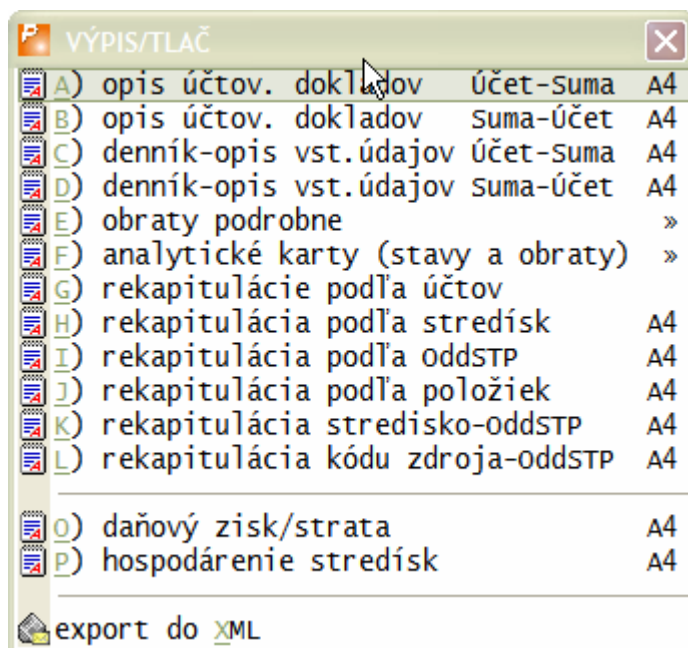 VÝPIS/TLAČ
A) opis účtov. dokladov Účet-Suma A4
B) opis účtov. dokladov Suma-Účet A4
C) denník-opis vst.údajov Účet-Suma A4
D) denník-opis vst.údajov Suma-Účet A4
E) obraty podrobne »
F) analytické karty (stavy a obraty) »
G) rekapitulácie podľa účtov
H) rekapitulácia podľa stredísk A4
I) rekapitulácia podľa OddSTP A4
J) rekapitulácia podľa položiek A4
K) rekapitulácia stredisko-OddSTP A4
L) rekapitulácia kódu zdroja-OddSTP A4
O) daňový zisk/strata A4
P) hospodárenie stredísk A4
export do XML